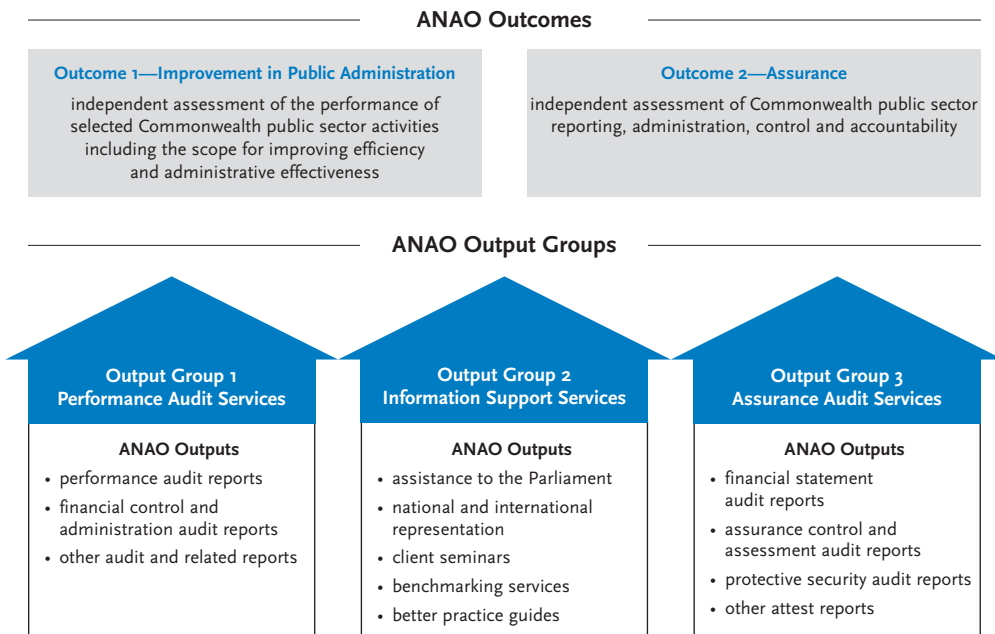 ANAO Outcomes
Outcome 1—Improvement in Public Administration
independent assessment of the performance of
selected Commonwealth public sector activities
including the scope for improving efficiency
and administrative effectiveness
Outcome 2—Assurance
independent assessment of Commonwealth public sector
reporting, administration, control and accountability
ANAO Output Groups
Output Group 1
Performance Audit Services
ANAO Outputs
• performance audit reports
• financial control and
administration audit reports
• other audit and related reports
Output Group 2
Information Support Services
ANAO Outputs
• assistance to the Parliament
• national and international
representation
• client seminars
• benchmarking services
• better practice guides
Output Group 3
Assurance Audit Services
ANAO Outputs
• financial statement
audit reports
• assurance control and
assessment audit reports
• protective security audit reports
• other attest reports